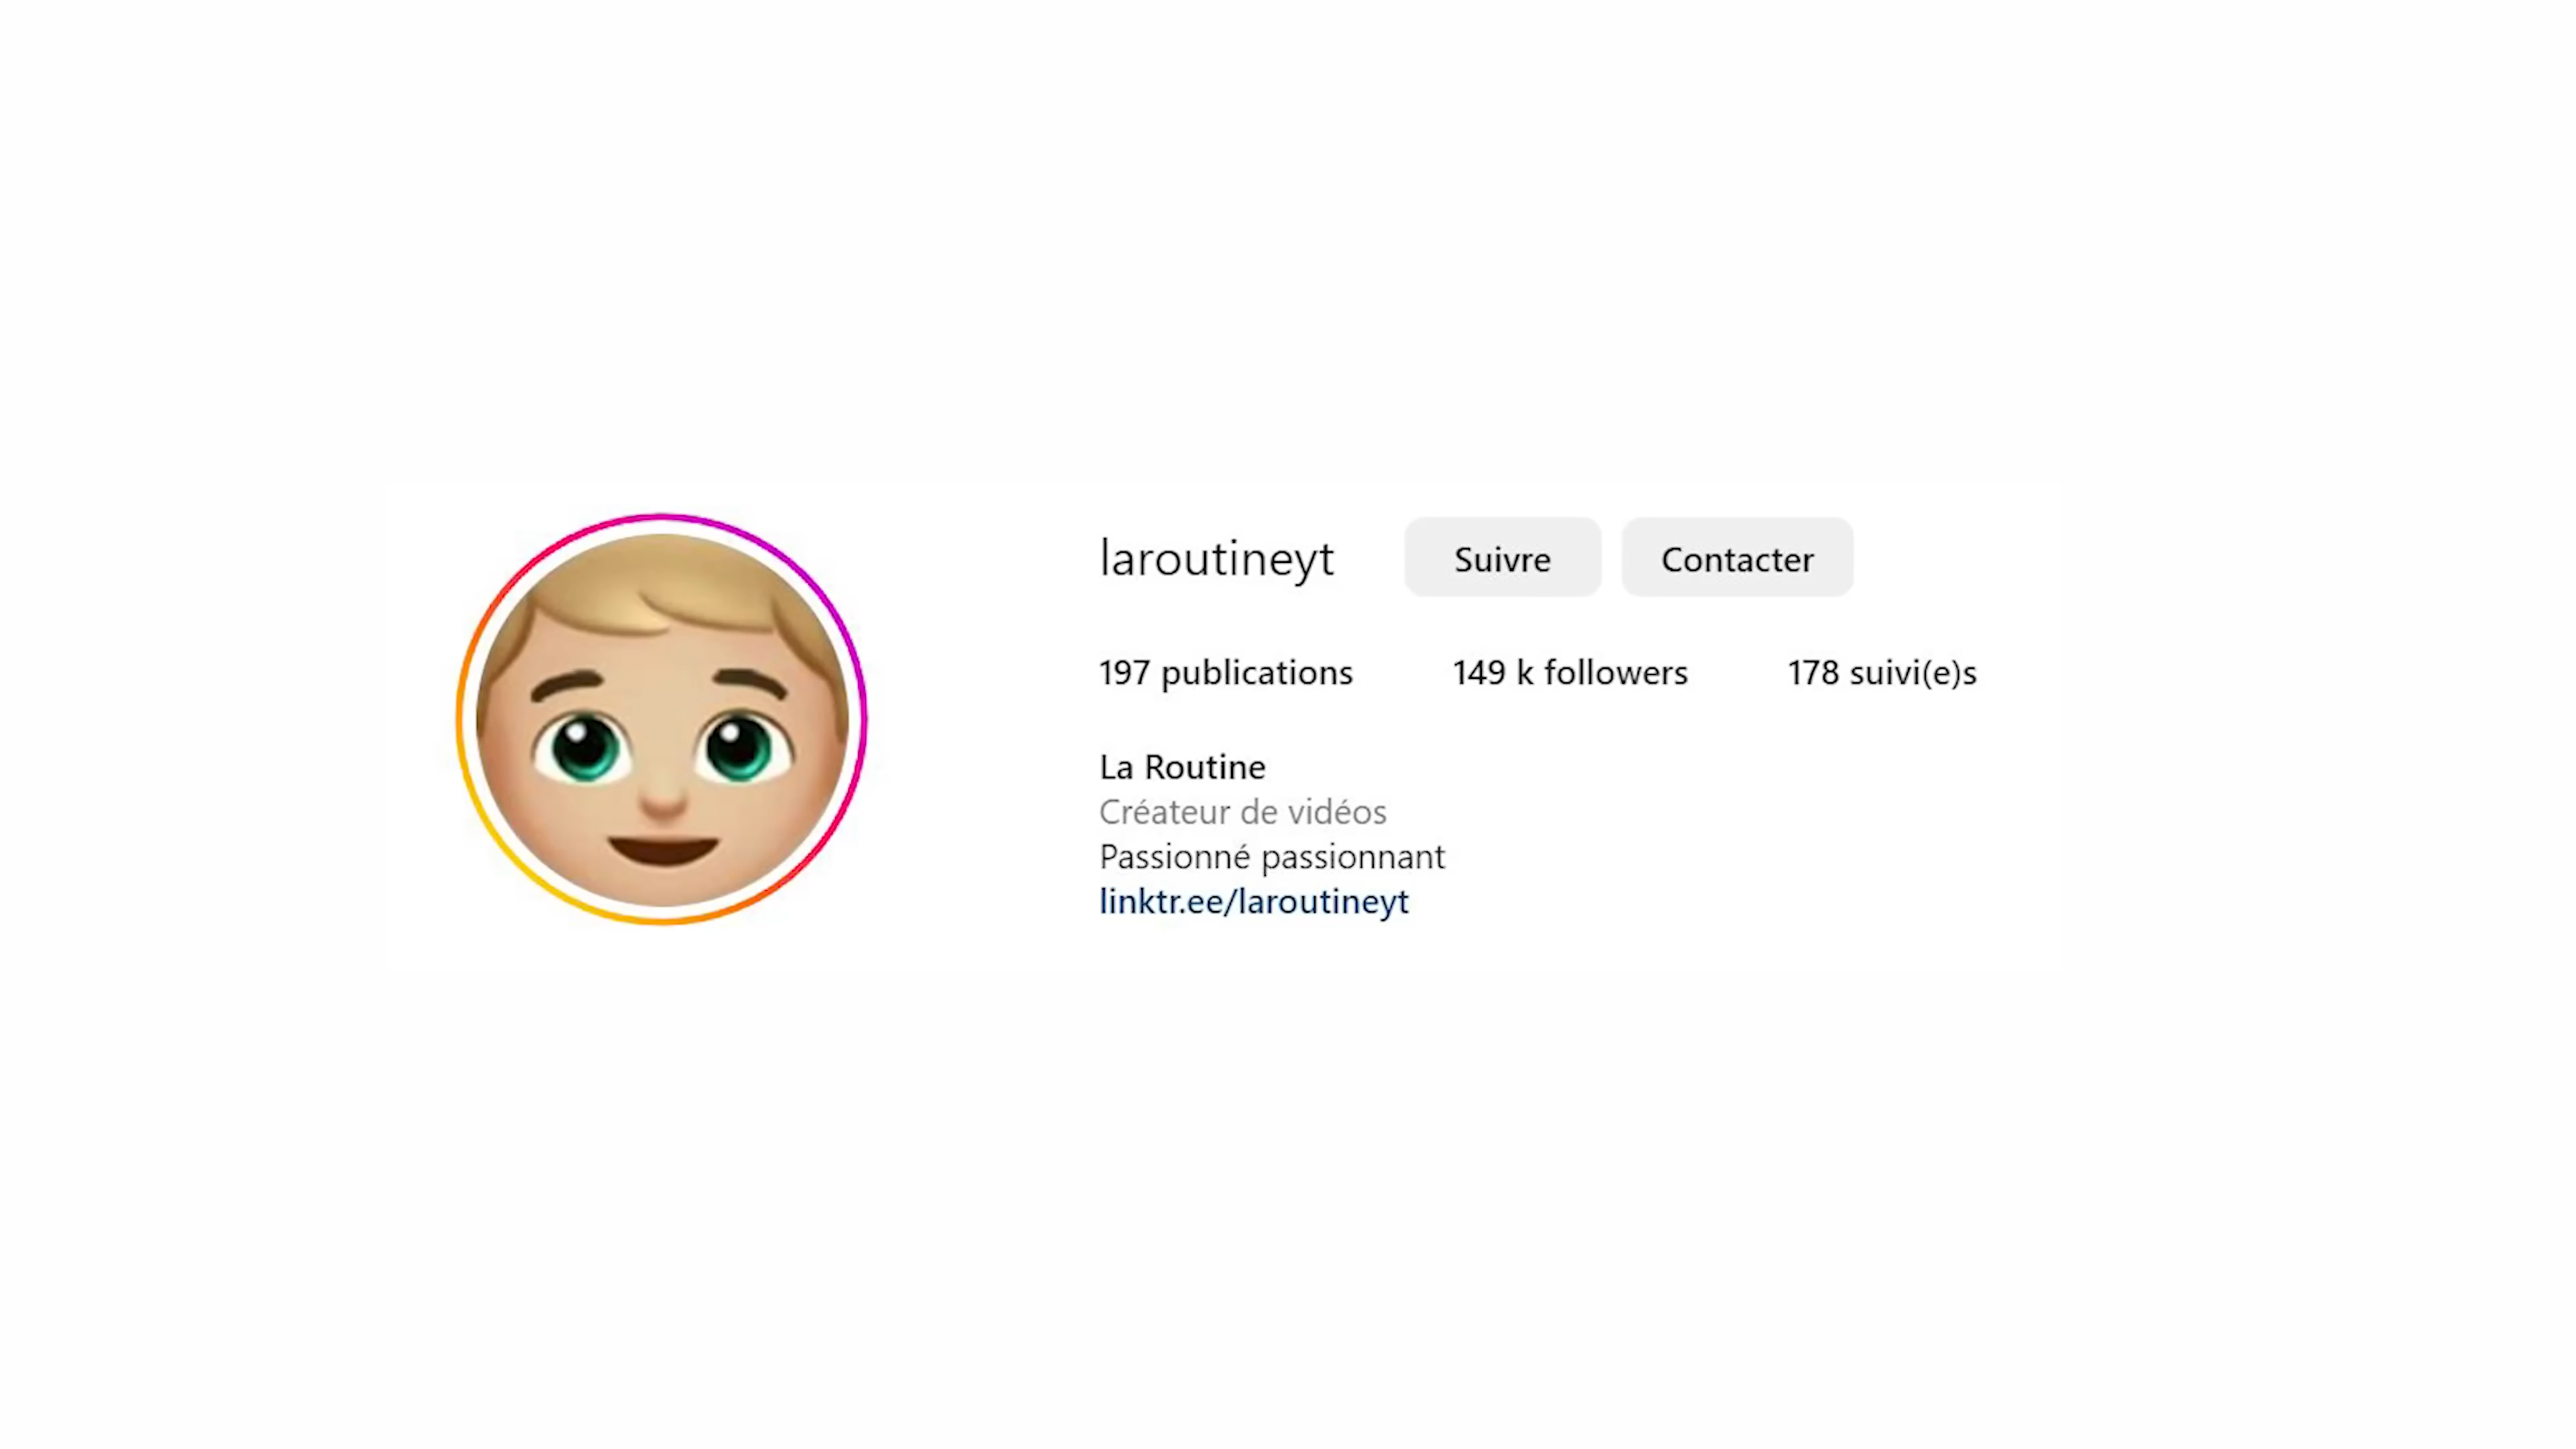 laroutineyt Suivre Contacter
197 publications 149 k followers 178 suivi(e)s
La Routine
Créateur de vidéos
Passionné passionnant
linktr.ee/laroutineyt